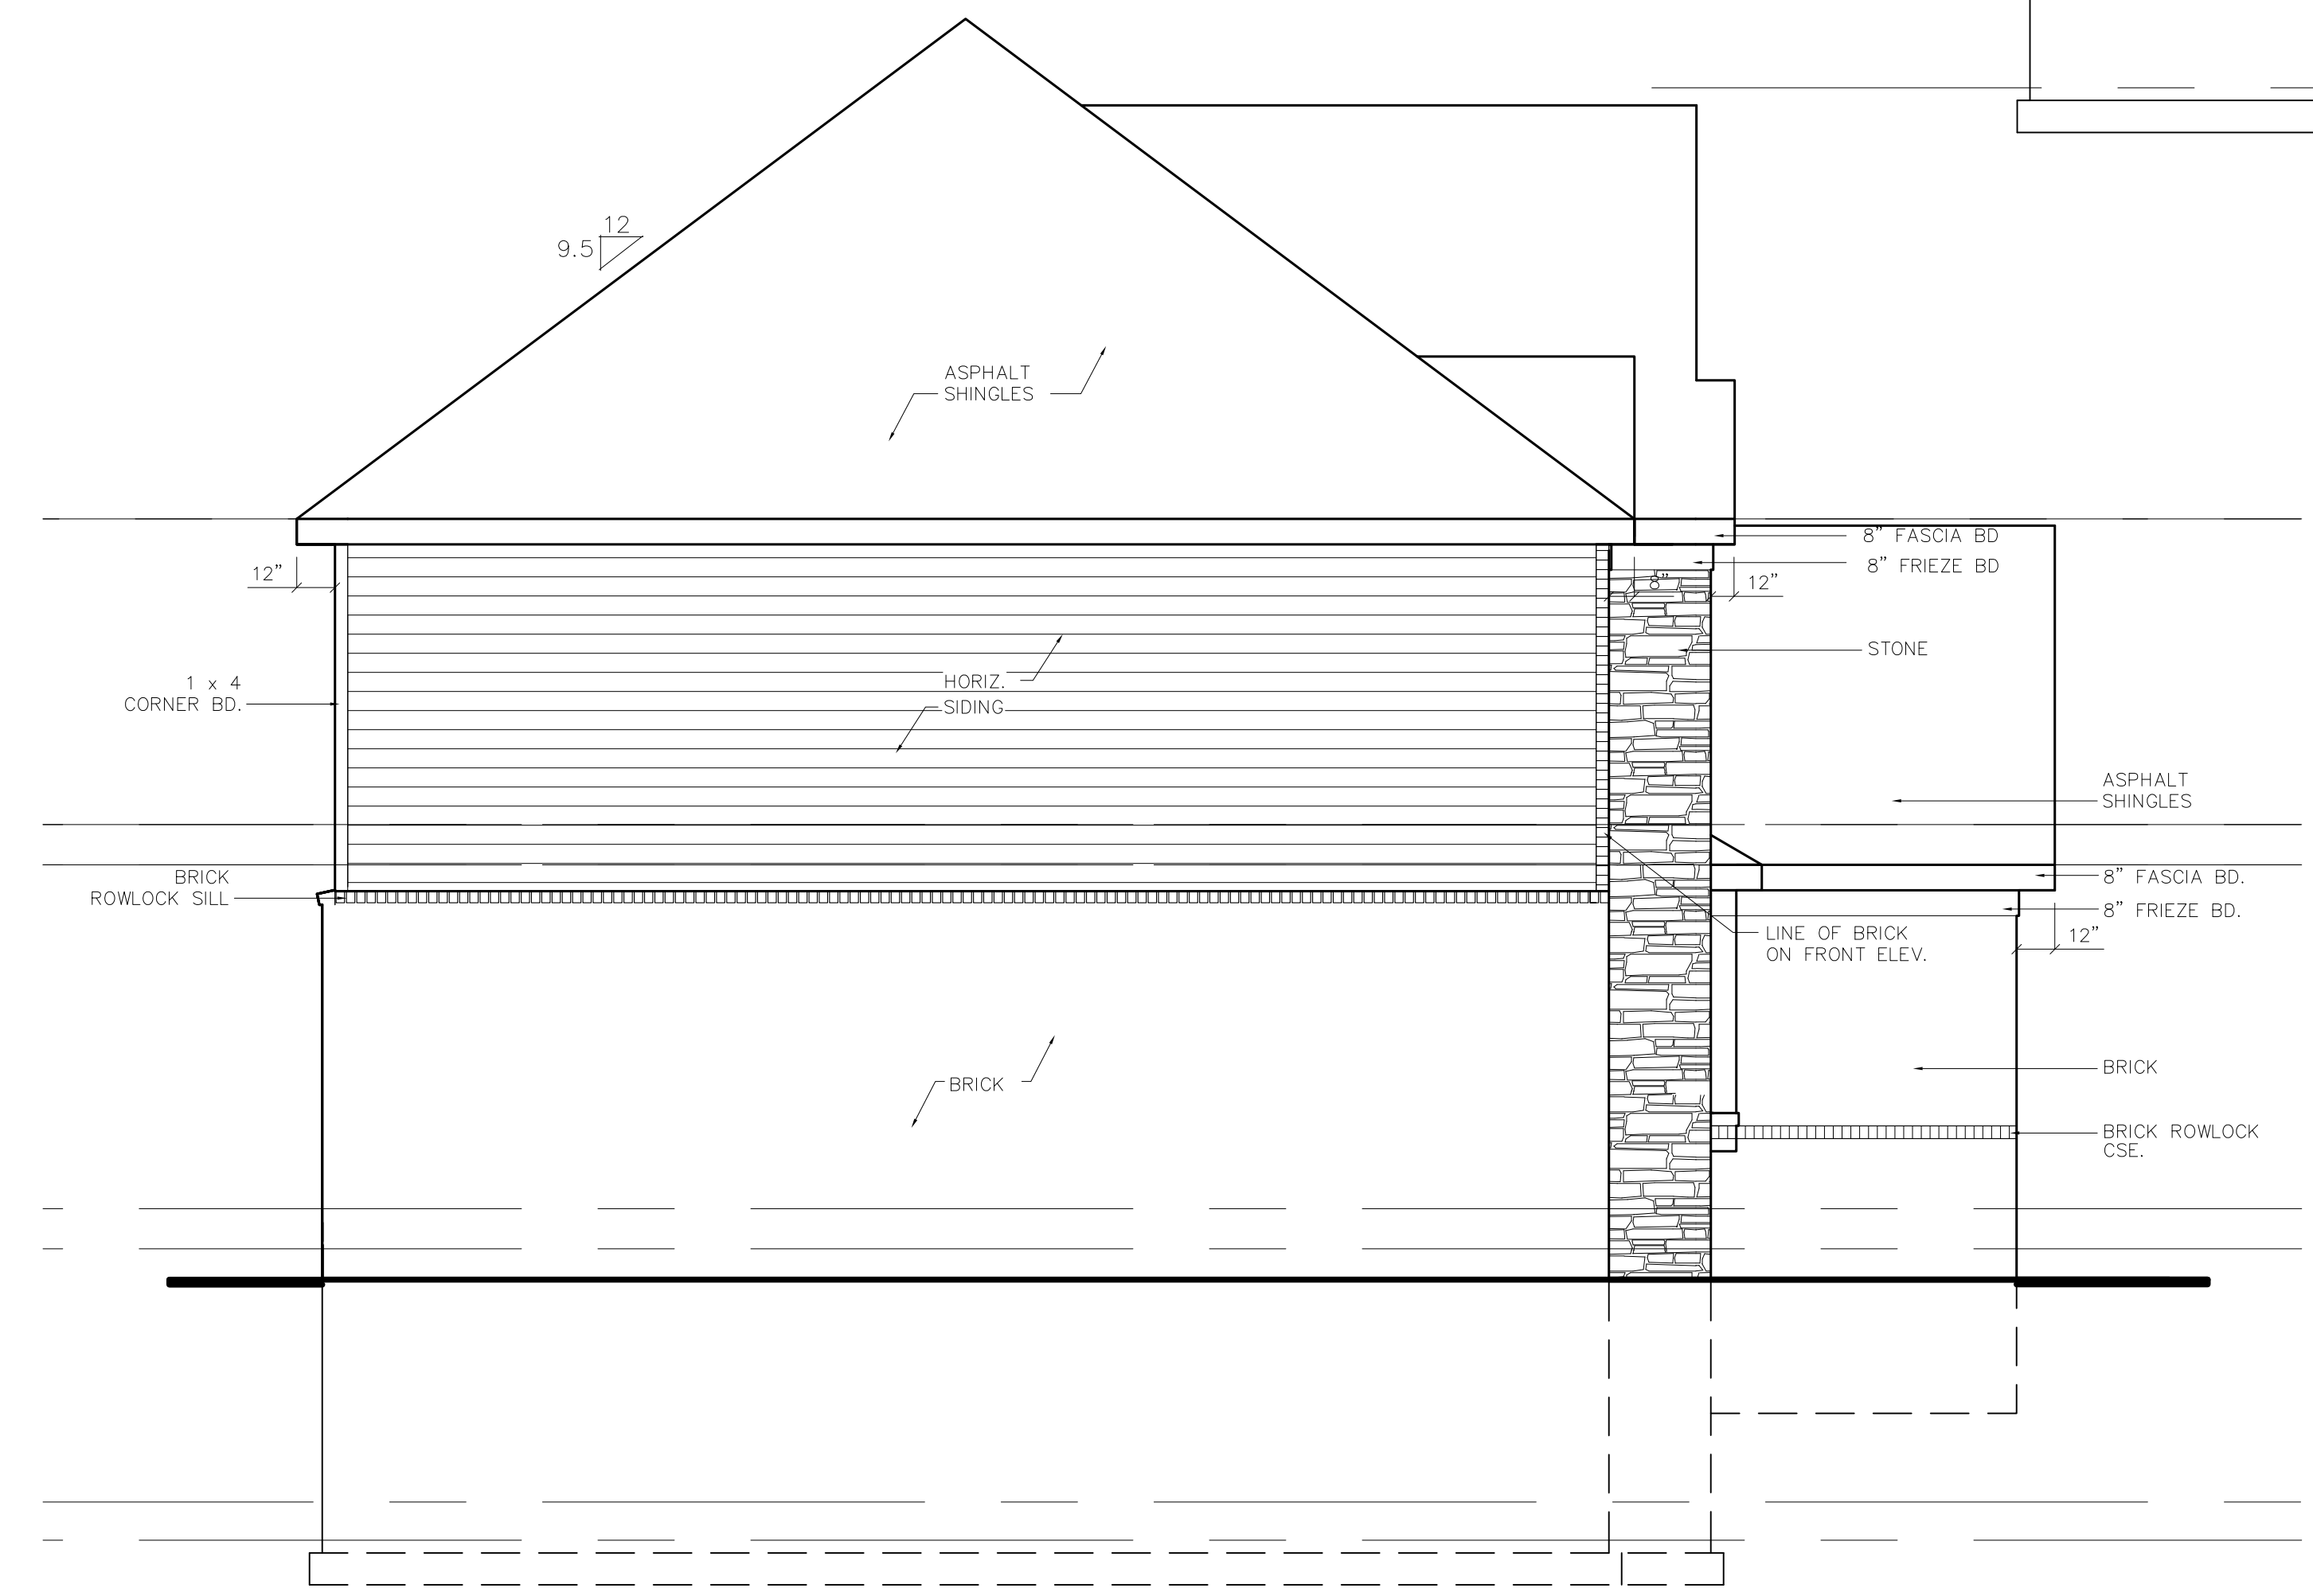 12
9.5
ASPHALT
SHINGLES
8" FASCIA BD
8" FRIEZE BD
12"
8"
12"
STONE
HORIZ.
SIDING
1 x 4
CORNER BD.
ASPHALT
SHINGLES
BRICK
ROWLOCK SILL
8" FASCIA BD.
8" FRIEZE BD.
12"
LINE OF BRICK
ON FRONT ELEV.
BRICK
BRICK
BRICK ROWLOCK
CSE.